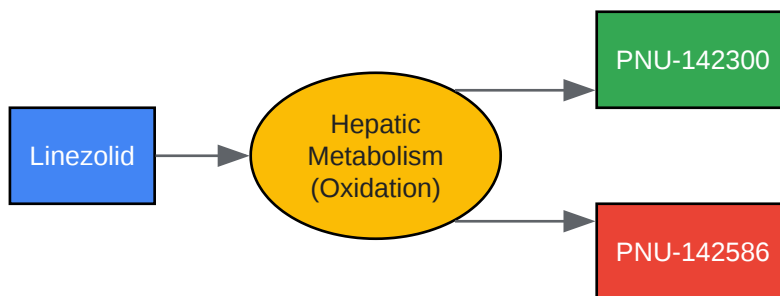 Linezolid
Hepatic
Metabolism
(Oxidation)
PNU-142300
PNU-142586